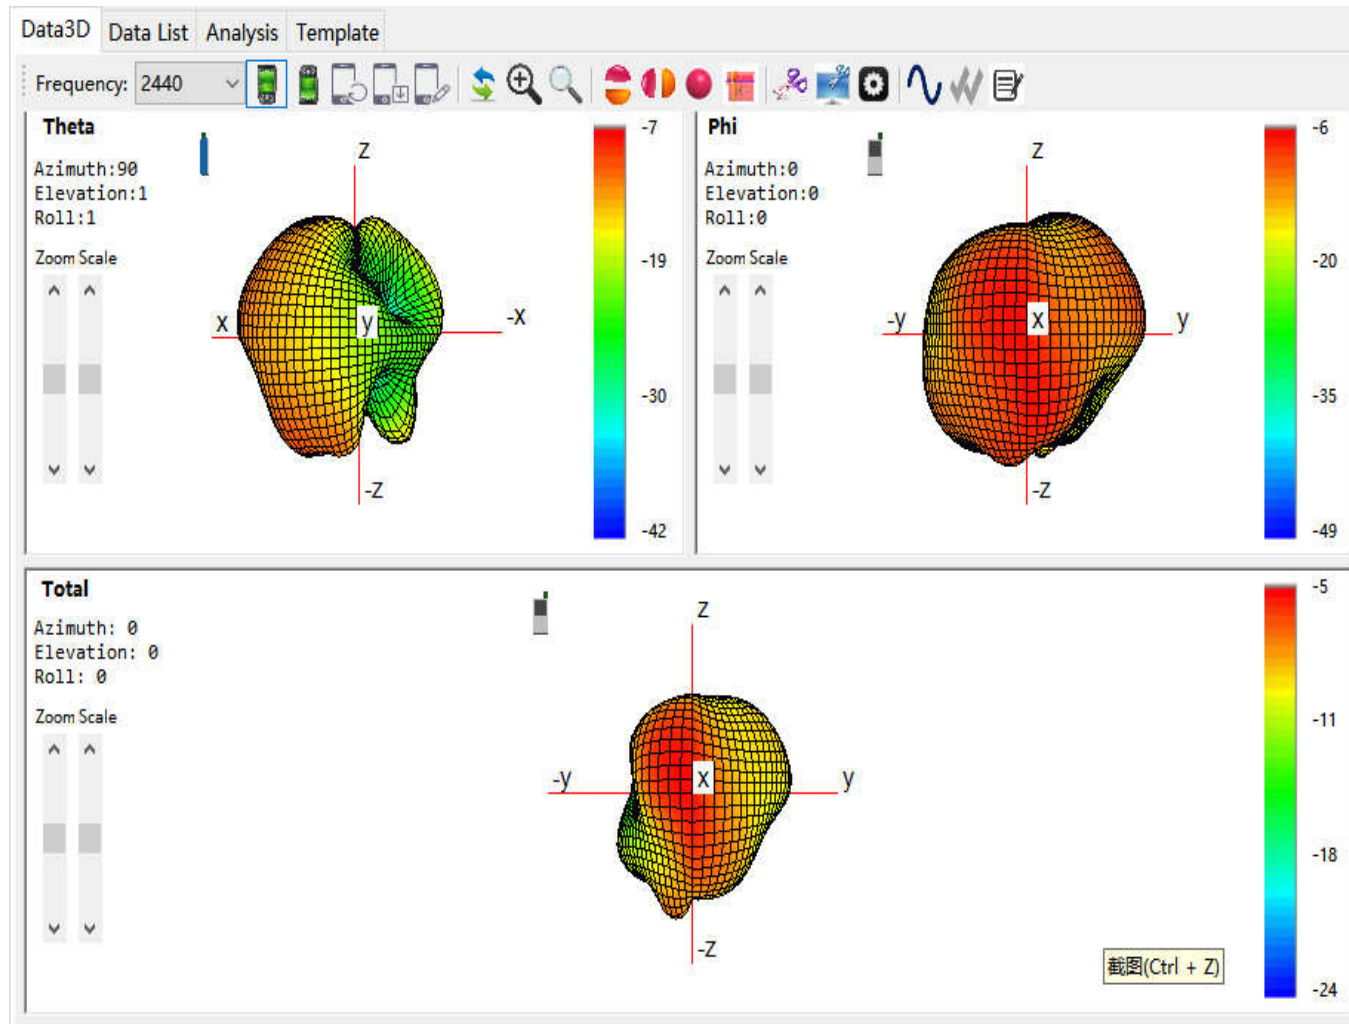 Data3D Data List Analysis Template
Frequency: 2440
Theta
Azimuth:90
Elevation:1
Roll:1
Zoom Scale
z
x
y
-x
-z
-7
-19
-30
-42
Phi
Azimuth:0
Elevation:0
Roll:0
Zoom Scale
z
-y
x
y
-z
-6
-20
-35
-49
Total
Azimuth: 0
Elevation: 0
Roll: 0
Zoom Scale
z
-y
x
y
-z
-5
-11
-18
-24
截图(Ctrl + Z)